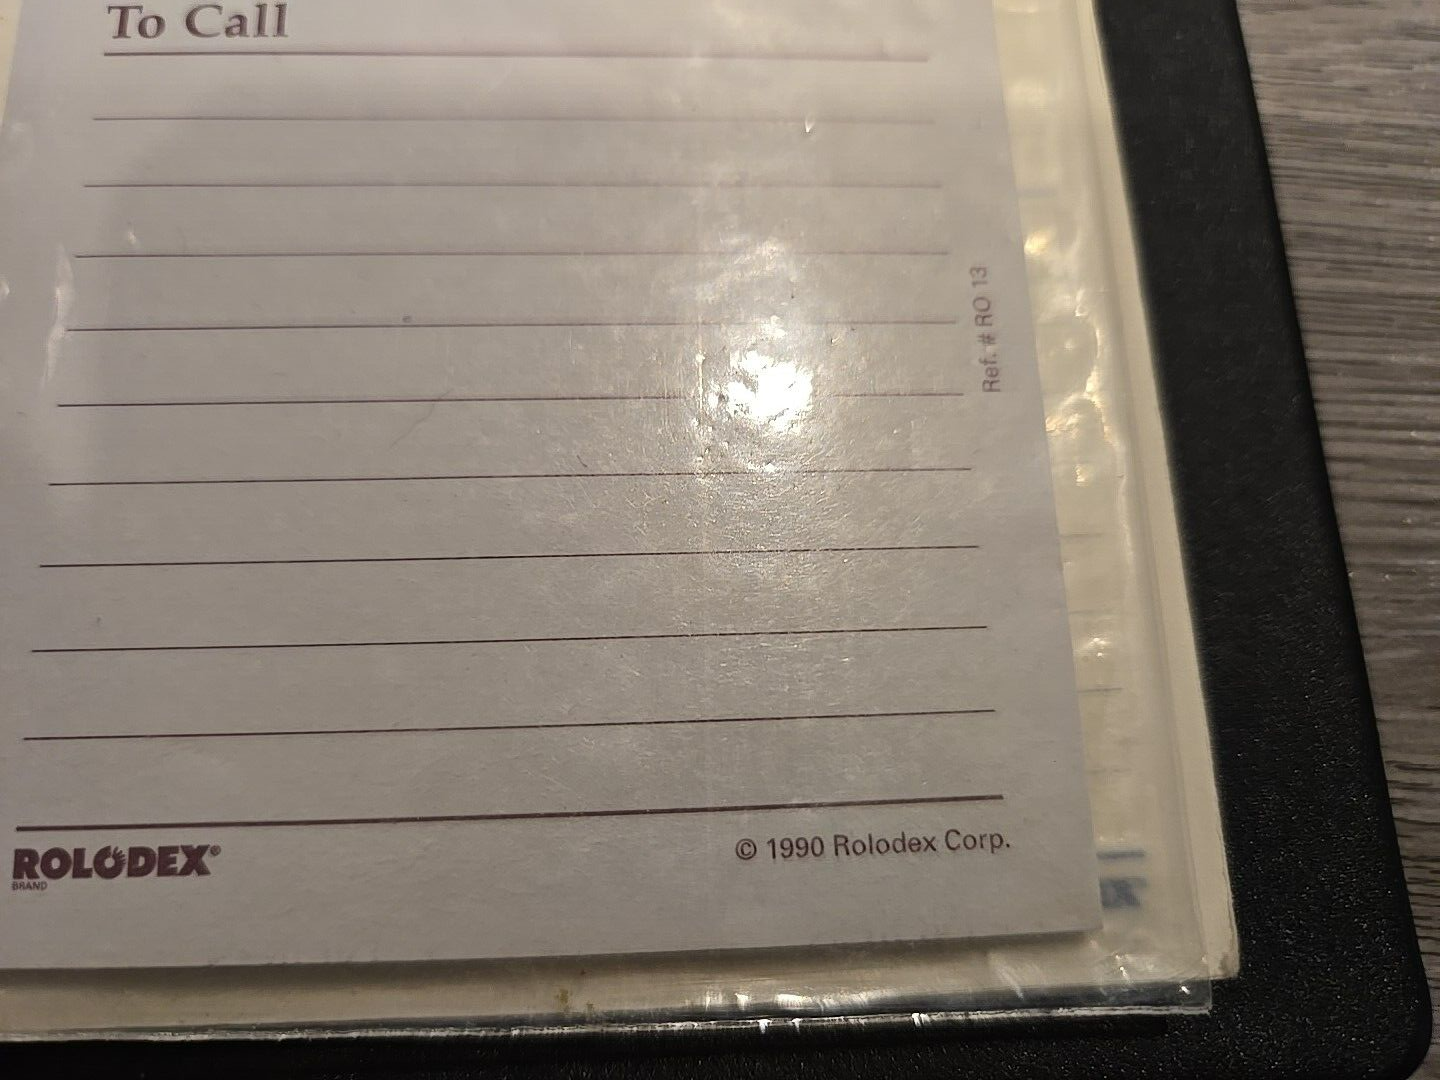 To Call
Ref. # RO 13
ROLODEX®
BRAND
© 1990 Rolodex Corp.